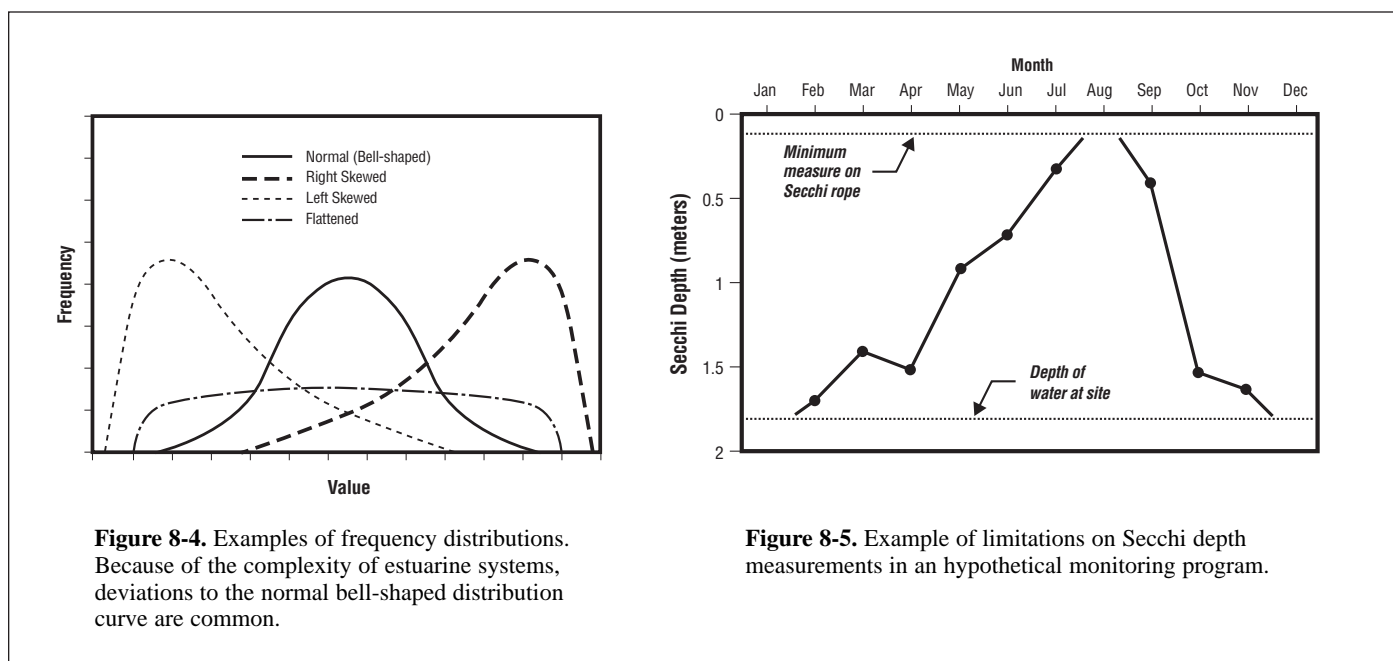 Normal (Bell-shaped)
Right Skewed
Left Skewed
Flattened
Frequency
Value
Figure 8-4. Examples of frequency distributions.
Because of the complexity of estuarine systems,
deviations to the normal bell-shaped distribution
curve are common.
Month
Jan Feb Mar Apr May Jun Jul Aug Sep Oct Nov Dec
0
0.5
1
1.5
2
Secchi Depth (meters)
Minimum
measure on
Secchi rope
Depth of
water at site
Figure 8-5. Example of limitations on Secchi depth
measurements in an hypothetical monitoring program.